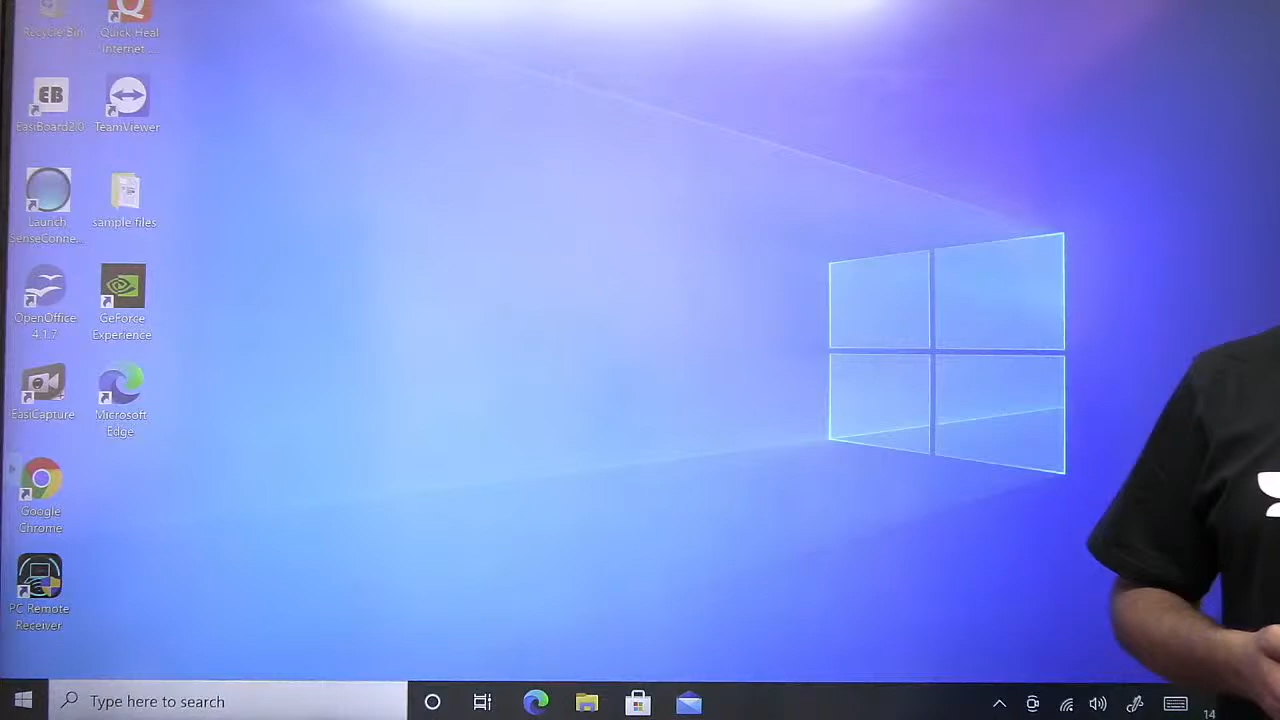 Recycle Bin
Quick Heal
Internet ...
EB
EasiBoard2.0
TeamViewer
Launch
SenseConne...
sample files
OpenOffice
4.1.7
GeForce
Experience
EasiCapture
Microsoft
Edge
Google
Chrome
PC Remote
Receiver
Type here to search
14